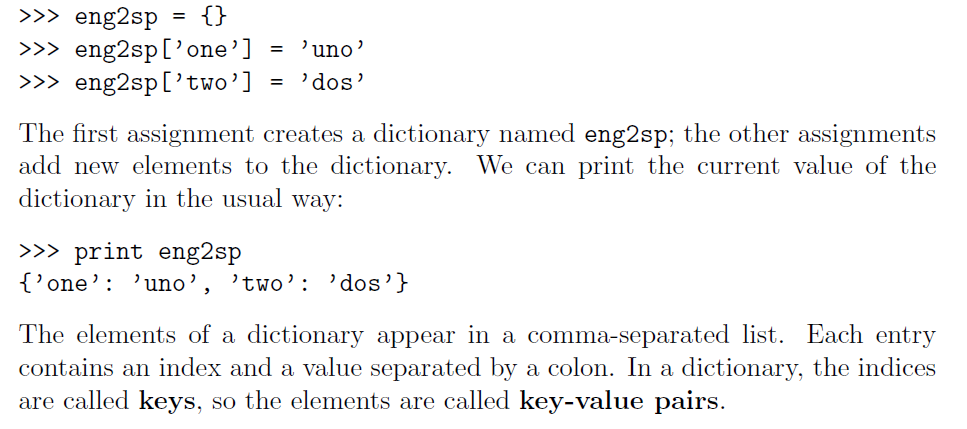 >>> eng2sp = {}
>>> eng2sp[’one’] = ’uno’
>>> eng2sp[’two’] = ’dos’
The first assignment creates a dictionary named eng2sp; the other assignments
add new elements to the dictionary. We can print the current value of the
dictionary in the usual way:
>>> print eng2sp
{’one’: ’uno’, ’two’: ’dos’}
The elements of a dictionary appear in a comma-separated list. Each entry
contains an index and a value separated by a colon. In a dictionary, the indices
are called keys, so the elements are called key-value pairs.